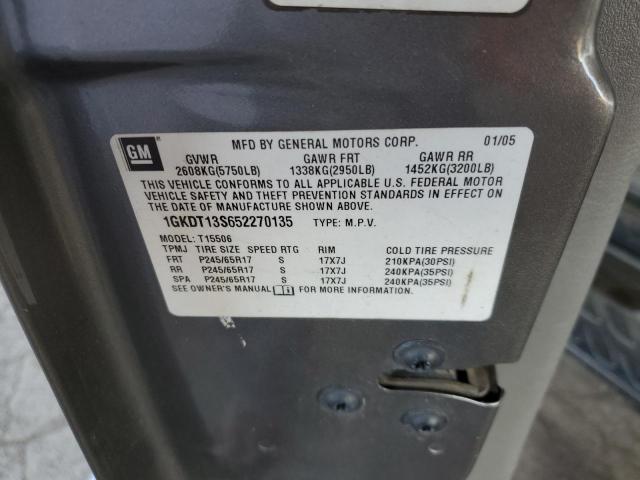 GM
MFD BY GENERAL MOTORS CORP. 01/05
GVWR GAWR FRT GAWR RR
2608KG(5750LB) 1338KG(2950LB) 1452KG(3200LB)
THIS VEHICLE CONFORMS TO ALL APPLICABLE U.S. FEDERAL MOTOR
VEHICLE SAFETY AND THEFT PREVENTION STANDARDS IN EFFECT ON
THE DATE OF MANUFACTURE SHOWN ABOVE.
1GKDT13S652270135 TYPE: M.P.V.
MODEL: T15506
TPMJ TIRE SIZE SPEED RTG RIM COLD TIRE PRESSURE
FRT P245/65R17 S 17X7J 210KPA(30PSI)
RR P245/65R17 S 17X7J 240KPA(35PSI)
SPA P245/65R17 S 17X7J 240KPA(35PSI)
SEE OWNER'S MANUAL FOR MORE INFORMATION.